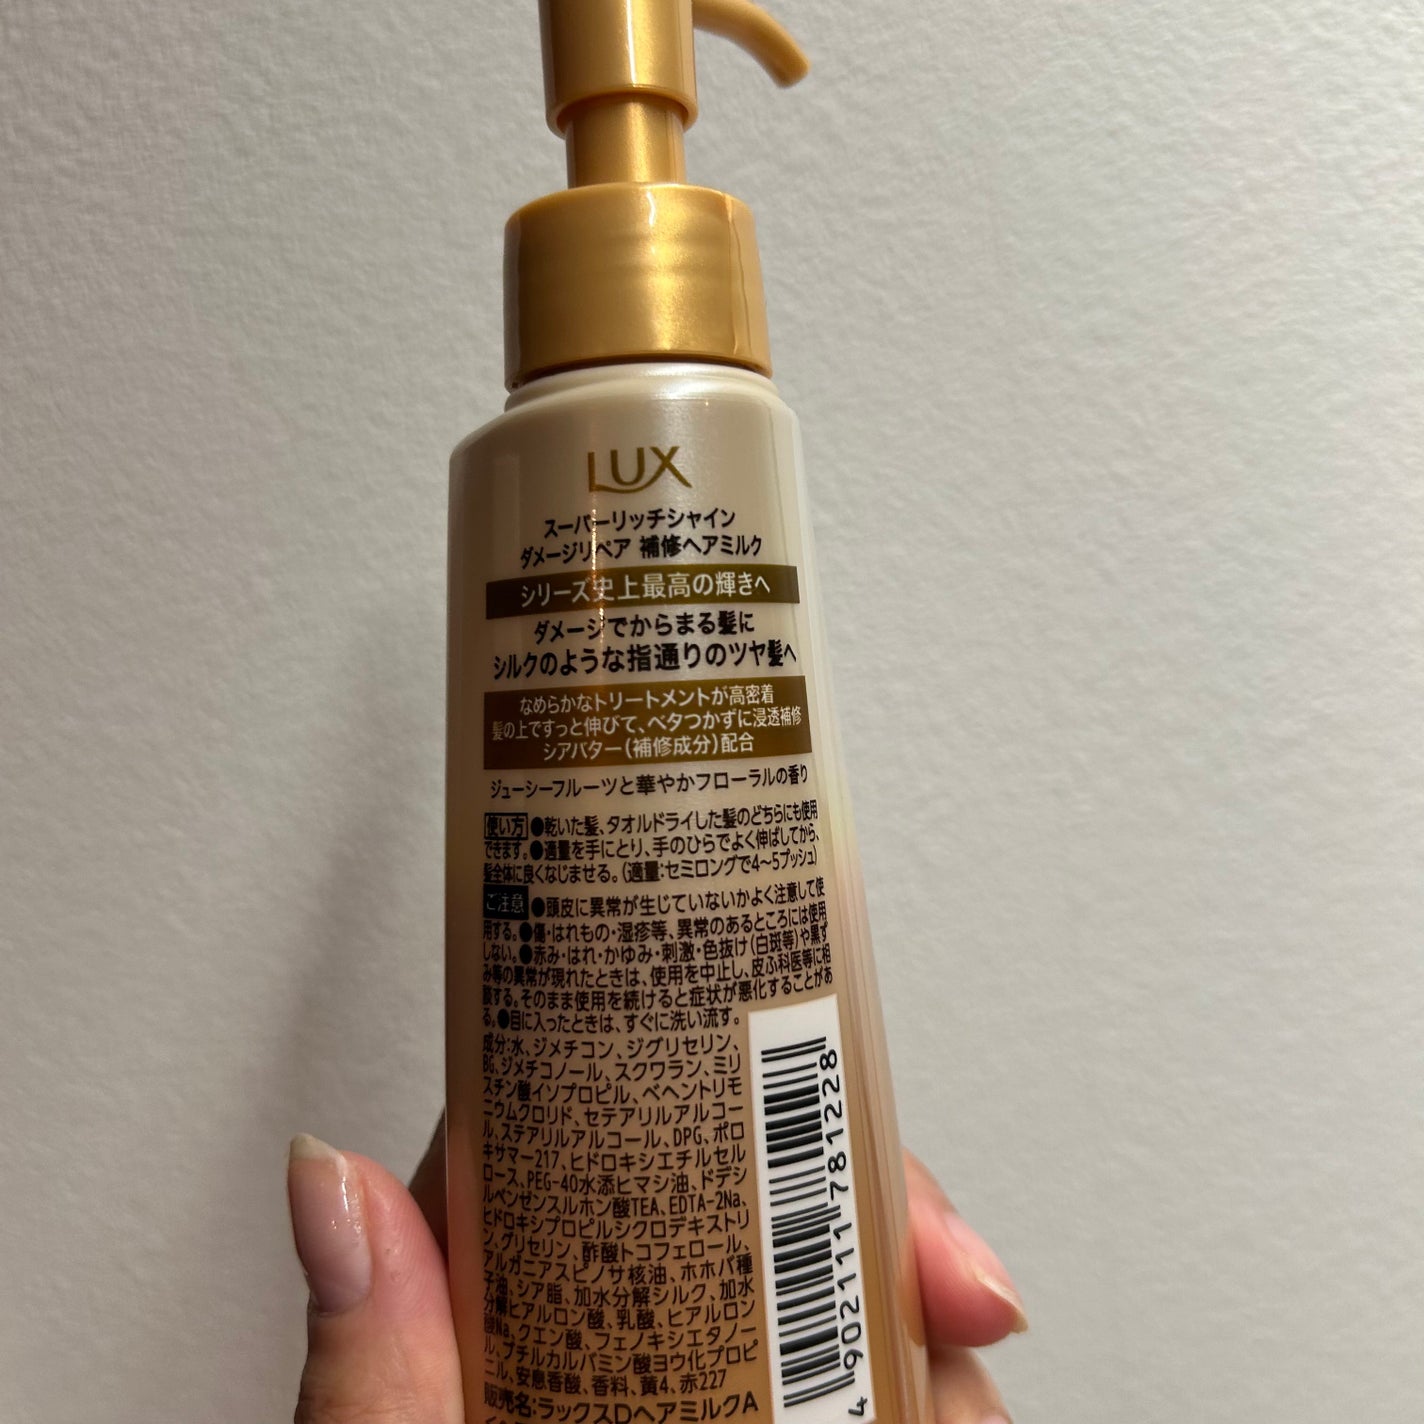 LUX
スーパーリッチシャイン
ダメージリペア 補修ヘアミルク
シリーズ史上最高の輝きへ
ダメージでからまる髪に
シルクのような指通りのツヤ髪へ
なめらかなトリートメントが高密着
髪の上ですっと伸びて、ベタつかずに浸透補修
シアバター（補修成分）配合
ジューシーフルーツと華やかフローラルの香り
使い方 ●乾いた髪、タオルドライした髪のどちらにも使用
できます。●適量を手にとり、手のひらでよく伸ばしてから、
髪全体に良くなじませる。（適量：セミロングで4〜5プッシュ）
ご注意 ●頭皮に異常が生じていないかよく注意して使
用する。●傷・はれもの・湿疹等、異常のあるところには使用
しない。●赤み・はれ・かゆみ・刺激・色抜け（白斑等）や黒ず
み等の異常が現れたときは、使用を中止し、皮ふ科医等に相
談する。そのまま使用を続けると症状が悪化することがあ
る。●目に入ったときは、すぐに洗い流す。
成分：水、ジメチコン、ジグリセリン、
BG、ジメチコノール、スクワラン、ミリ
スチン酸イソプロピル、ベヘントリモ
ニウムクロリド、セテアリルアルコー
ル、ステアリルアルコール、DPG、ポロ
キサマー217、ヒドロキシエチルセル
ロース、PEG-40水添ヒマシ油、ドデシ
ルベンゼンスルホン酸TEA、EDTA-2Na、
ヒドロキシプロピルシクロデキストリ
ン、グリセリン、酢酸トコフェロール、
アルガニアスピノサ核油、ホホバ種
子油、シア脂、加水分解シルク、加水
分解ヒアルロン酸、乳酸、ヒアルロン
酸Na、クエン酸、フェノキシエタノー
ル、ブチルカルバミン酸ヨウ化プロピ
ニル、安息香酸、香料、黄4、赤227
販売名：ラックスDヘアミルクA
4 902111 781228